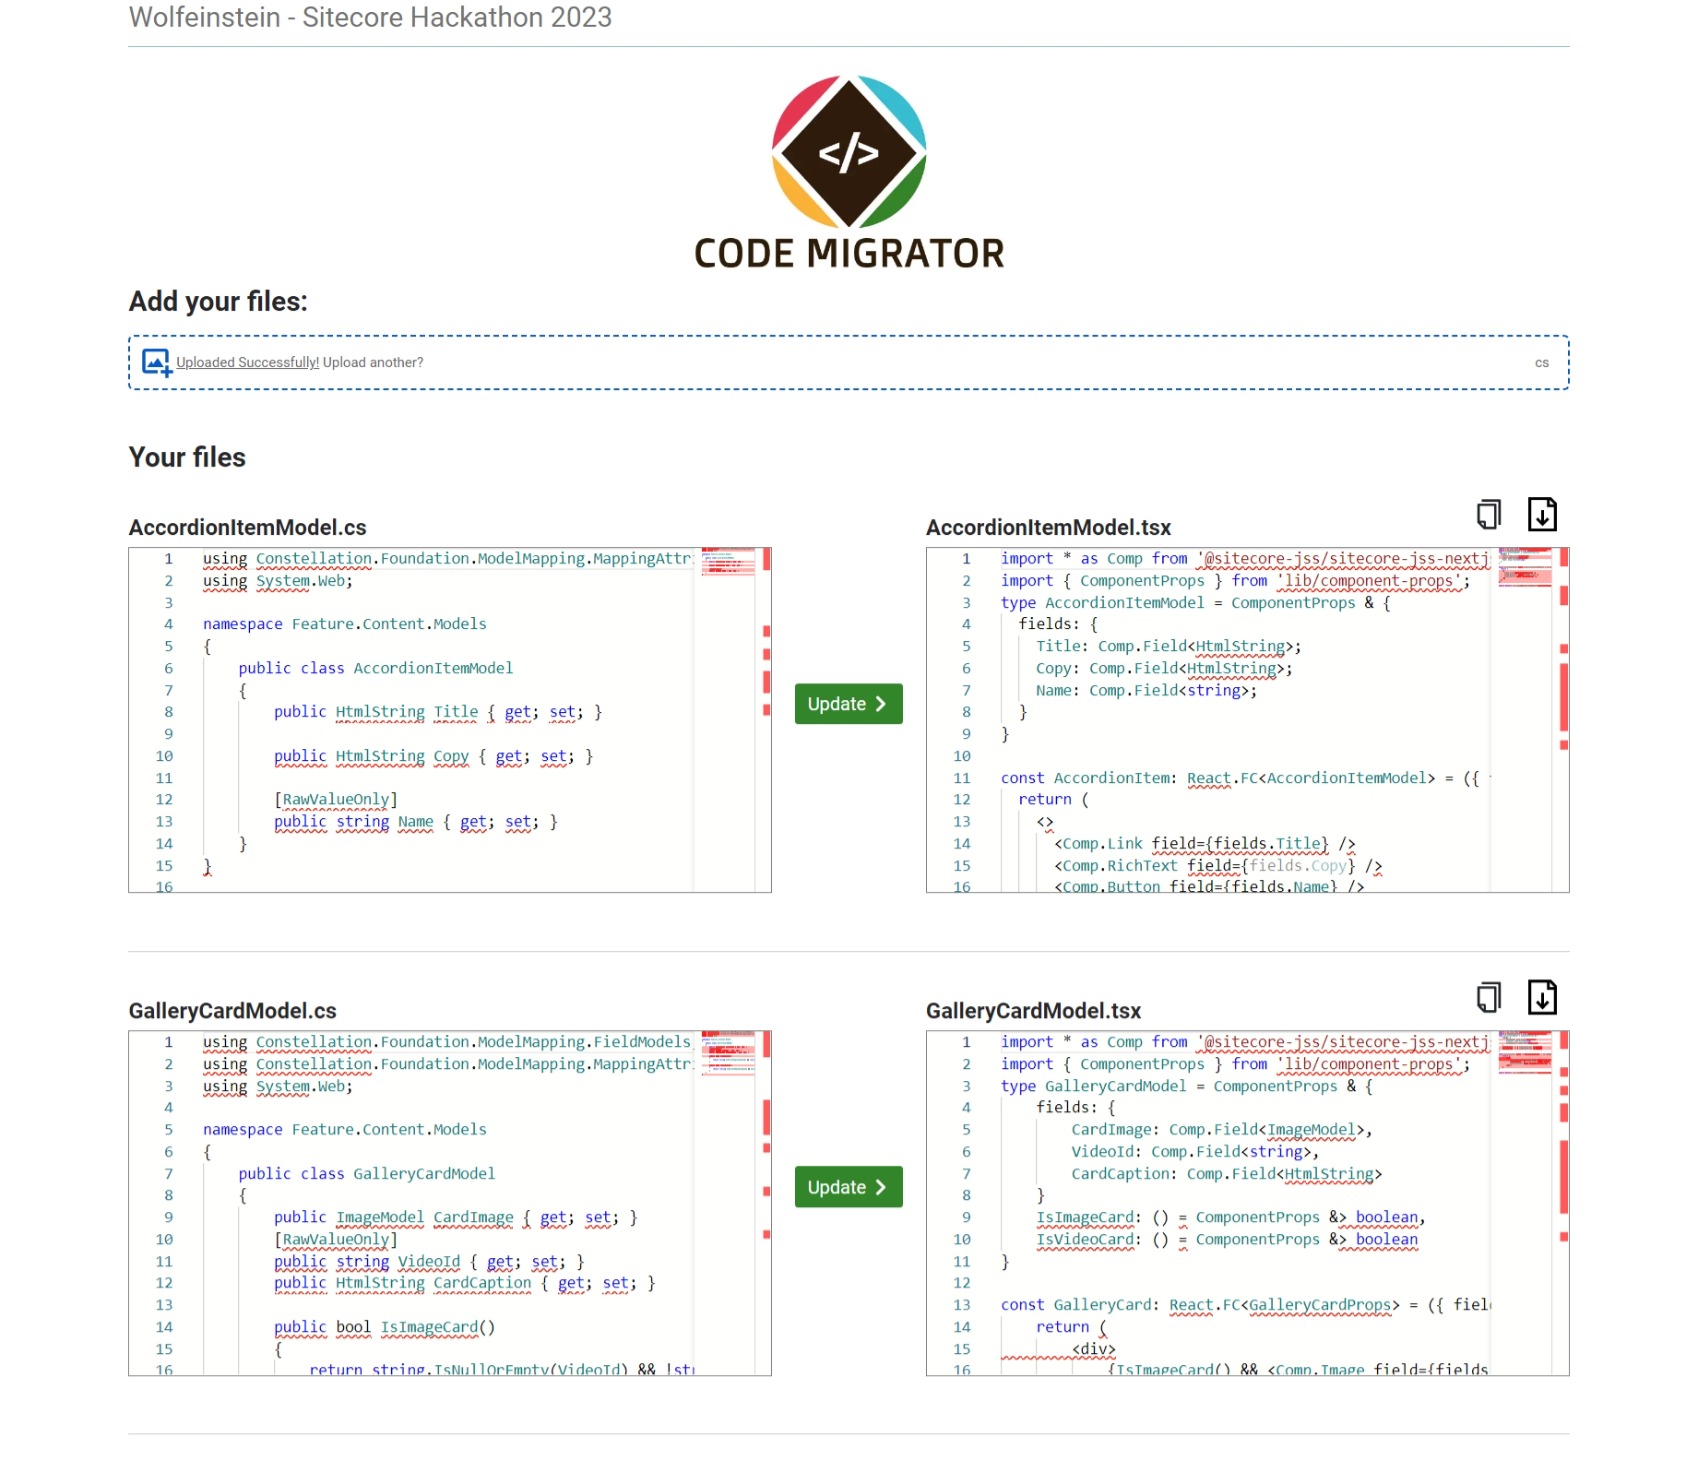 Wolfeinstein - Sitecore Hackathon 2023
</>
CODE MIGRATOR
Add your files:
Uploaded Successfully! Upload another?
cs
Your files
AccordionItemModel.cs
1 using Constellation.Foundation.ModelMapping.MappingAttr
2 using System.Web;
3
4 namespace Feature.Content.Models
5 {
6 public class AccordionItemModel
7 {
8 public HtmlString Title { get; set; }
9
10 public HtmlString Copy { get; set; }
11
12 [RawValueOnly]
13 public string Name { get; set; }
14 }
15 }
16
Update
AccordionItemModel.tsx
1 import * as Comp from '@sitecore-jss/sitecore-jss-nextj
2 import { ComponentProps } from 'lib/component-props';
3 type AccordionItemModel = ComponentProps & {
4 fields: {
5 Title: Comp.Field<HtmlString>;
6 Copy: Comp.Field<HtmlString>;
7 Name: Comp.Field<string>;
8 }
9 }
10
11 const AccordionItem: React.FC<AccordionItemModel> = ({
12 return (
13 <>
14 <Comp.Link field={fields.Title} />
15 <Comp.RichText field={fields.Copy} />
16 <Comp.Button field={fields.Name} />
GalleryCardModel.cs
1 using Constellation.Foundation.ModelMapping.FieldModels
2 using Constellation.Foundation.ModelMapping.MappingAttr
3 using System.Web;
4
5 namespace Feature.Content.Models
6 {
7 public class GalleryCardModel
8 {
9 public ImageModel CardImage { get; set; }
10 [RawValueOnly]
11 public string VideoId { get; set; }
12 public HtmlString CardCaption { get; set; }
13
14 public bool IsImageCard()
15 {
16 return string.IsNullOrEmpty(VideoId) && !str
Update
GalleryCardModel.tsx
1 import * as Comp from '@sitecore-jss/sitecore-jss-nextj
2 import { ComponentProps } from 'lib/component-props';
3 type GalleryCardModel = ComponentProps & {
4 fields: {
5 CardImage: Comp.Field<ImageModel>,
6 VideoId: Comp.Field<string>,
7 CardCaption: Comp.Field<HtmlString>
8 }
9 IsImageCard: () = ComponentProps &> boolean,
10 IsVideoCard: () = ComponentProps &> boolean
11 }
12
13 const GalleryCard: React.FC<GalleryCardProps> = ({ fiel
14 return (
15 <div>
16 {IsImageCard() && <Comp.Image field={fields